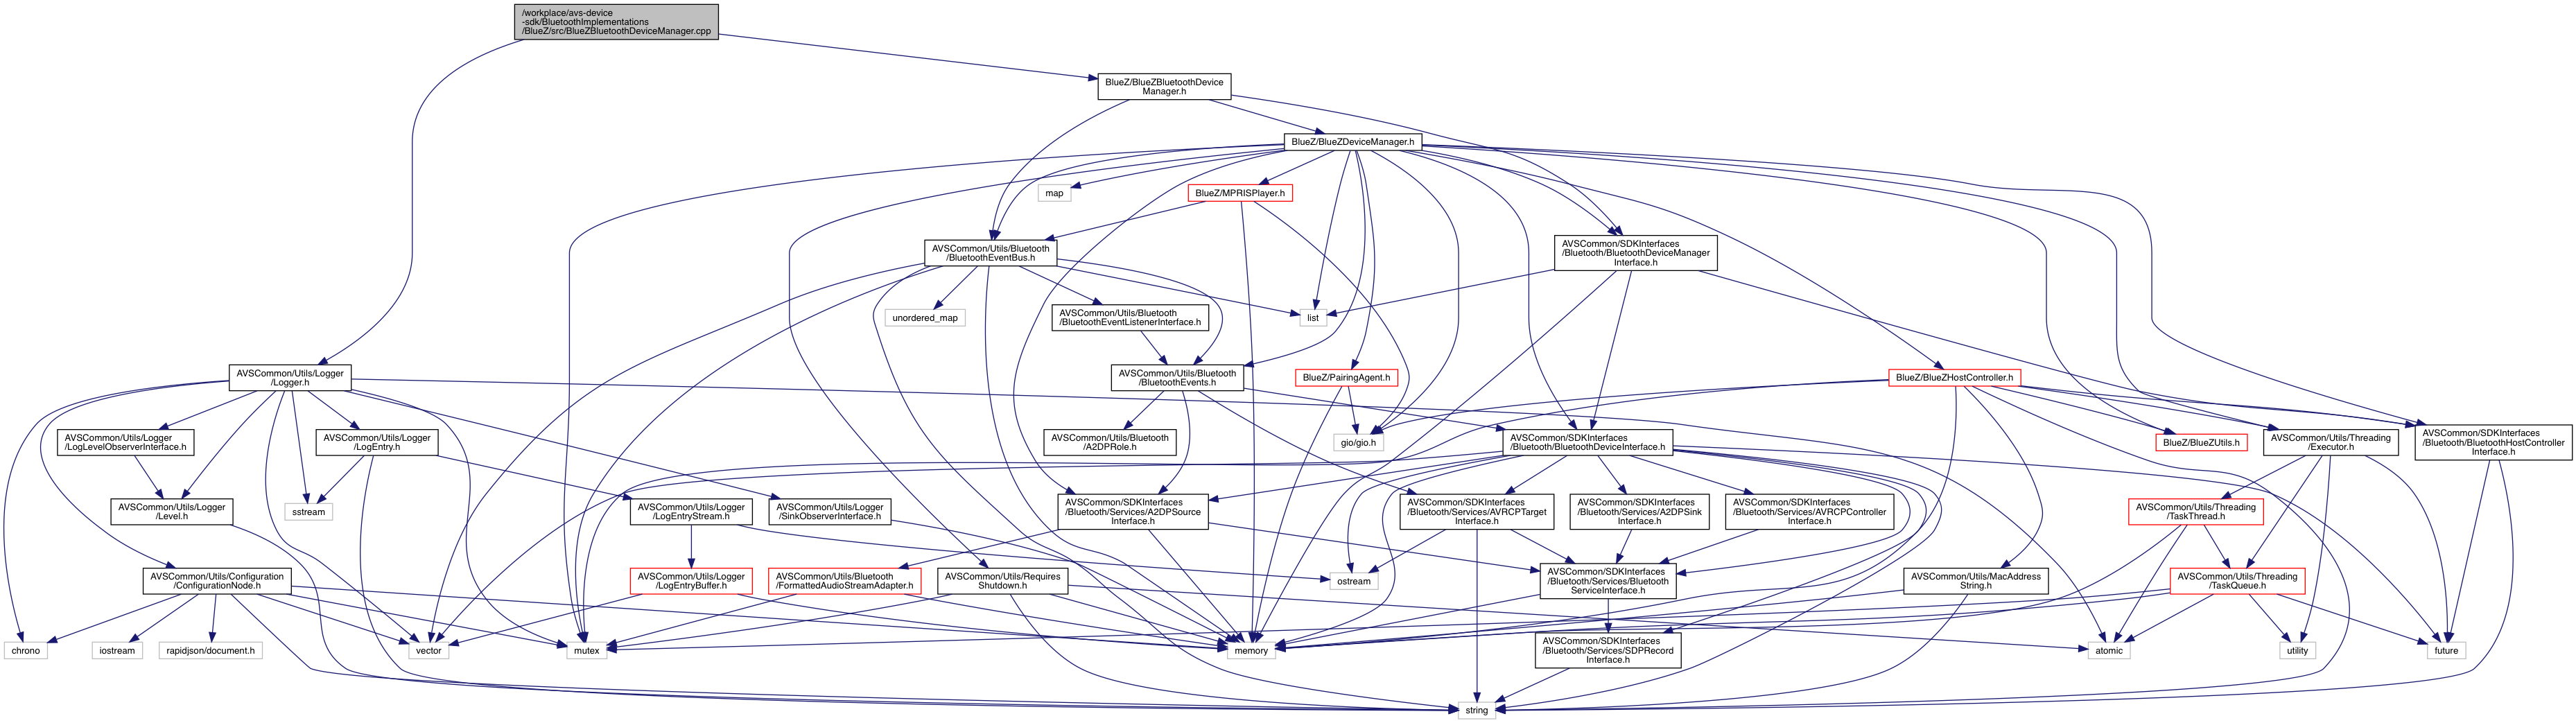 /workplace/avs-device
-sdk/BluetoothImplementations
/BlueZ/src/BlueZBluetoothDeviceManager.cpp
BlueZ/BlueZBluetoothDevice
Manager.h
BlueZ/BlueZDeviceManager.h
map
BlueZ/MPRISPlayer.h
AVSCommon/Utils/Bluetooth
/BluetoothEventBus.h
AVSCommon/SDKInterfaces
/Bluetooth/BluetoothDeviceManager
Interface.h
unordered_map
AVSCommon/Utils/Bluetooth
/BluetoothEventListenerInterface.h
list
AVSCommon/Utils/Logger
/Logger.h
AVSCommon/Utils/Bluetooth
/BluetoothEvents.h
BlueZ/PairingAgent.h
BlueZ/BlueZHostController.h
AVSCommon/Utils/Logger
/LogLevelObserverInterface.h
AVSCommon/Utils/Logger
/LogEntry.h
AVSCommon/Utils/Bluetooth
/A2DPRole.h
gio/gio.h
AVSCommon/SDKInterfaces
/Bluetooth/BluetoothDeviceInterface.h
BlueZ/BlueZUtils.h
AVSCommon/Utils/Threading
/Executor.h
AVSCommon/SDKInterfaces
/Bluetooth/BluetoothHostController
Interface.h
AVSCommon/Utils/Logger
/Level.h
sstream
AVSCommon/Utils/Logger
/LogEntryStream.h
AVSCommon/Utils/Logger
/SinkObserverInterface.h
AVSCommon/SDKInterfaces
/Bluetooth/Services/A2DPSource
Interface.h
AVSCommon/SDKInterfaces
/Bluetooth/Services/AVRCPTarget
Interface.h
AVSCommon/SDKInterfaces
/Bluetooth/Services/A2DPSink
Interface.h
AVSCommon/SDKInterfaces
/Bluetooth/Services/AVRCPController
Interface.h
AVSCommon/Utils/Threading
/TaskThread.h
AVSCommon/Utils/Configuration
/ConfigurationNode.h
AVSCommon/Utils/Logger
/LogEntryBuffer.h
AVSCommon/Utils/Bluetooth
/FormattedAudioStreamAdapter.h
AVSCommon/Utils/Requires
Shutdown.h
ostream
AVSCommon/SDKInterfaces
/Bluetooth/Services/Bluetooth
ServiceInterface.h
AVSCommon/Utils/MacAddress
String.h
AVSCommon/Utils/Threading
/TaskQueue.h
chrono
iostream
rapidjson/document.h
vector
mutex
memory
AVSCommon/SDKInterfaces
/Bluetooth/Services/SDPRecord
Interface.h
atomic
utility
future
string